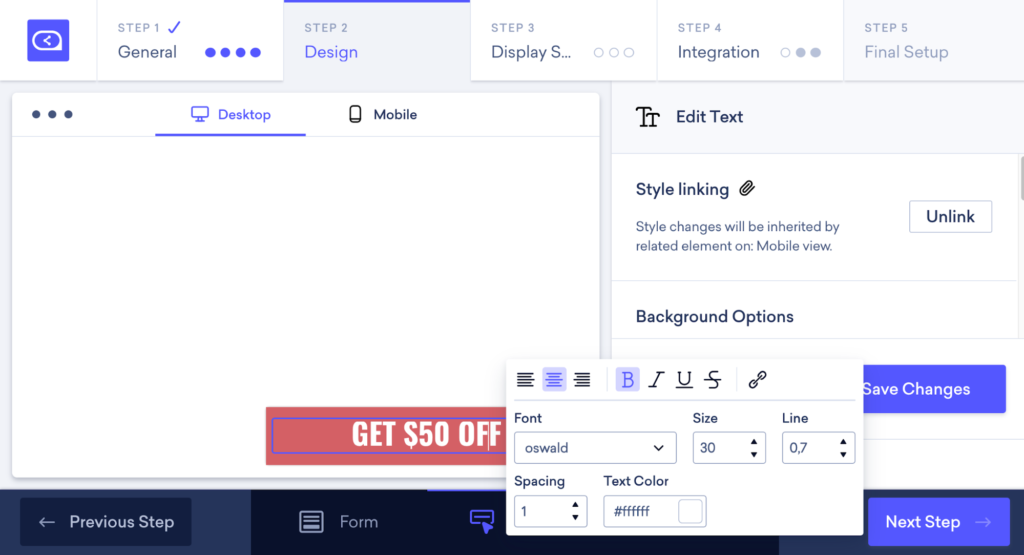 STEP 1
General
STEP 2
Design
STEP 3
Display S...
STEP 4
Integration
STEP 5
Final Setup
Desktop
Mobile
Edit Text
Style linking
Style changes will be inherited by
related element on: Mobile view.
Unlink
Background Options
Save Changes
GET $50 OFF
B I U S
Font
Size
Line
oswald
30
0,7
Spacing
Text Color
1
#ffffff
Previous Step
Form
Next Step